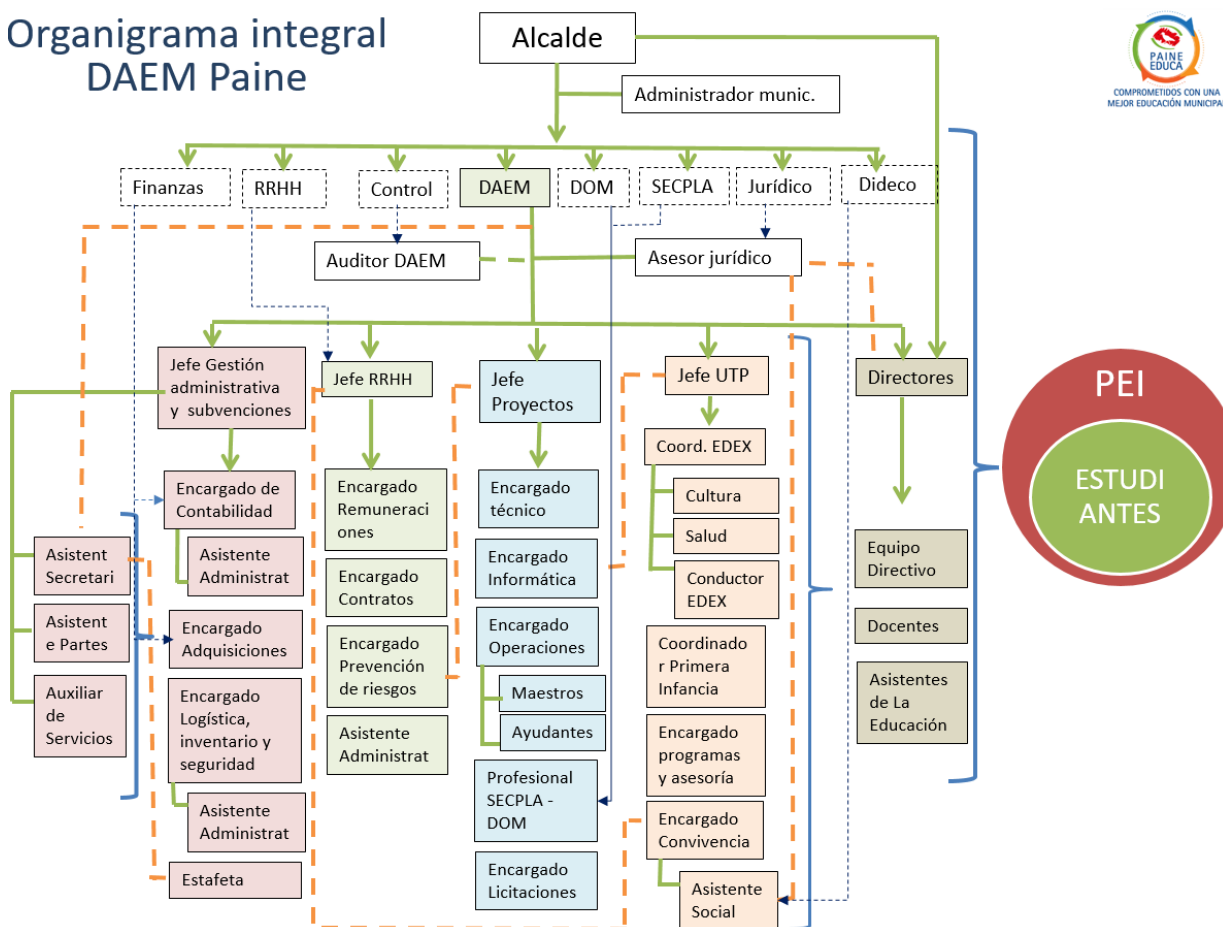 Organigrama integral
DAEM Paine
Alcalde
PAINE
EDUCA
COMPROMETIDOS CON UNA
MEJOR EDUCACIÓN MUNICIPAL
Administrador munic.
Finanzas
RRHH
Control
DAEM
DOM
SECPLA
Jurídico
Dideco
Auditor DAEM
Asesor jurídico
Jefe Gestión
administrativa
y subvenciones
Jefe RRHH
Jefe
Proyectos
Jefe UTP
Directores
PEI
ESTUDI
ANTES
Encargado de
Contabilidad
Asistente
Administrat
Asistent
Secretari
Asistent
e Partes
Auxiliar
de
Servicios
Encargado
Adquisiciones
Encargado
Logística,
inventario y
seguridad
Asistente
Administrat
Estafeta
Encargado
Remuneraci
ones
Encargado
Contratos
Encargado
Prevención
de riesgos
Asistente
Administrat
Encargado
técnico
Encargado
Informática
Encargado
Operaciones
Maestros
Ayudantes
Profesional
SECPLA -
DOM
Encargado
Licitaciones
Coord. EDEX
Cultura
Salud
Conductor
EDEX
Coordinado
r Primera
Infancia
Encargado
programas
y asesoría
Encargado
Convivencia
Asistente
Social
Equipo
Directivo
Docentes
Asistentes
de La
Educación